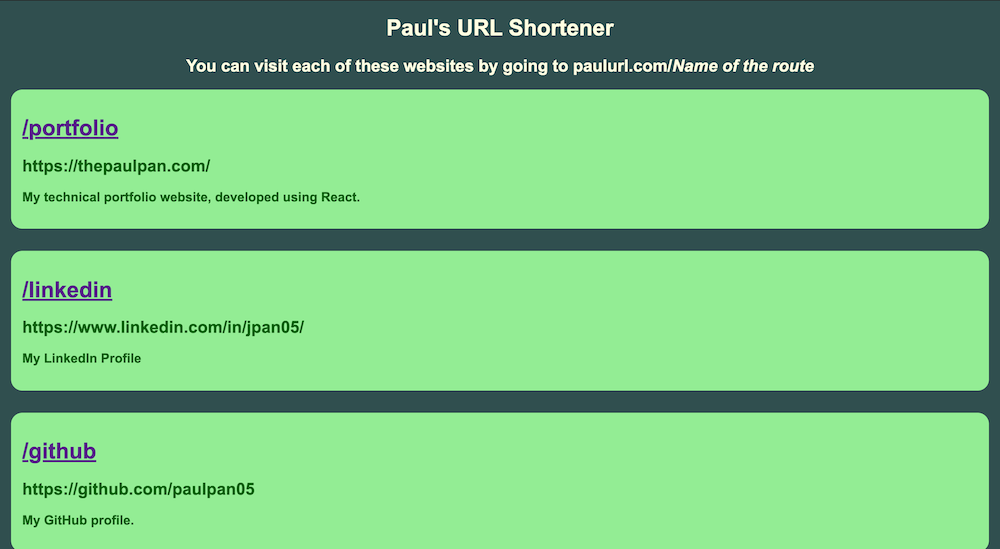 Paul's URL Shortener
You can visit each of these websites by going to paulurl.com/Name of the route
/portfolio
https://thepaulpan.com/
My technical portfolio website, developed using React.
/linkedin
https://www.linkedin.com/in/jpan05/
My LinkedIn Profile
/github
https://github.com/paulpan05
My GitHub profile.